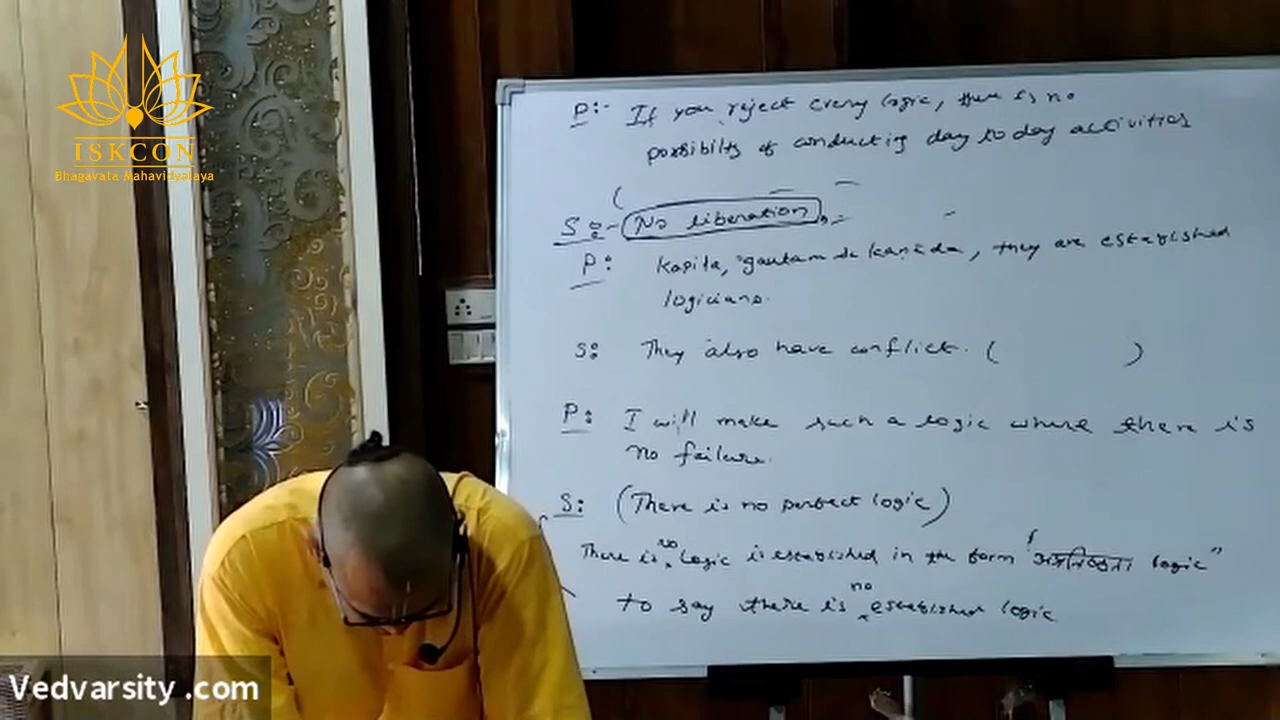 ISKCON
Bhagavata Mahavidyalaya
P:- If you reject every logic, there is no
possibility of conducting day to day activities
S:- No liberation
P: Kapila, gautam & kanada, they are established
logicians.
S: They also have conflict. ( )
P: I will make such a logic where there is
no failure.
S: (There is no perfect logic)
There is no logic is established in the form " logic"
to say there is no established logic
Vedvarsity .com